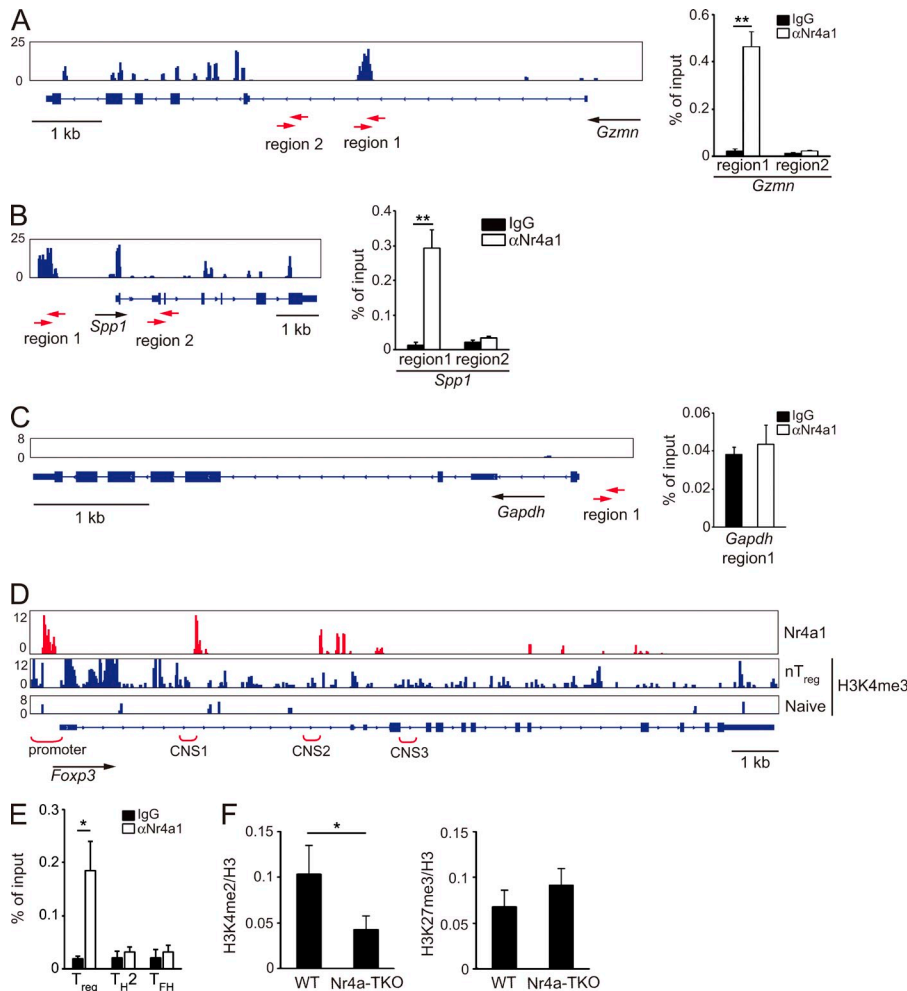 A
25
0
1 kb
region 2
region 1
Gzmn
% of input
0.6
0.4
0.2
0
**
IgG
αNr4a1
region1 region2
Gzmn
B
25
0
region 1
Spp1
region 2
1 kb
% of input
0.4
0.3
0.2
0.1
0
**
IgG
αNr4a1
region1 region2
Spp1
C
8
0
1 kb
Gapdh
region 1
% of input
0.06
0.04
0.02
0
IgG
αNr4a1
Gapdh
region1
D
12
0
Nr4a1
12
0
nTreg
8
0
Naive
H3K4me3
promoter
CNS1
CNS2
CNS3
Foxp3
1 kb
E
% of input
0.3
0.2
0.1
0
*
IgG
αNr4a1
Treg TH2 TFH
F
H3K4me2/H3
0.15
0.1
0.05
0
*
WT Nr4a-TKO
H3K27me3/H3
0.15
0.1
0.05
0
WT Nr4a-TKO